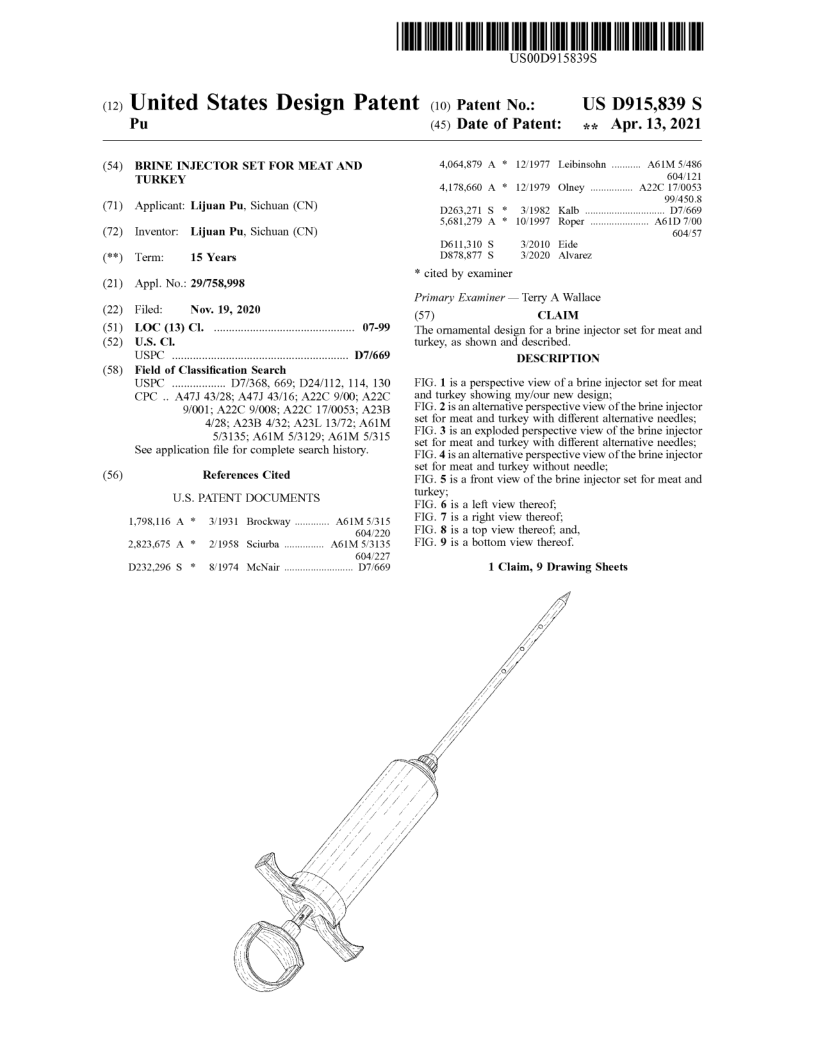 US00D915839S
(12) United States Design Patent
Pu
(10) Patent No.: US D915,839 S
(45) Date of Patent: ** Apr. 13, 2021
(54) BRINE INJECTOR SET FOR MEAT AND
TURKEY
(71) Applicant: Lijuan Pu, Sichuan (CN)
(72) Inventor: Lijuan Pu, Sichuan (CN)
(**) Term: 15 Years
(21) Appl. No.: 29/758,998
(22) Filed: Nov. 19, 2020
(51) LOC (13) Cl. ................................................ 07-99
(52) U.S. Cl.
USPC ............................................................ D7/669
(58) Field of Classification Search
USPC .................. D7/368, 669; D24/112, 114, 130
CPC .. A47J 43/28; A47J 43/16; A22C 9/00; A22C
9/001; A22C 9/008; A22C 17/0053; A23B
4/28; A23B 4/32; A23L 13/72; A61M
5/3135; A61M 5/3129; A61M 5/315
See application file for complete search history.
(56) References Cited
U.S. PATENT DOCUMENTS
1,798,116 A * 3/1931 Brockway ............ A61M 5/315
604/220
2,823,675 A * 2/1958 Sciurba ............... A61M 5/3135
604/227
D232,296 S * 8/1974 McNair ........................... D7/669
4,064,879 A * 12/1977 Leibinsohn ........... A61M 5/486
604/121
4,178,660 A * 12/1979 Olney ................ A22C 17/0053
99/450.8
D263,271 S * 3/1982 Kalb .............................. D7/669
5,681,279 A * 10/1997 Roper ...................... A61D 7/00
604/57
D611,310 S 3/2010 Eide
D878,877 S 3/2020 Alvarez
* cited by examiner
Primary Examiner — Terry A Wallace
(57) CLAIM
The ornamental design for a brine injector set for meat and
turkey, as shown and described.
DESCRIPTION
FIG. 1 is a perspective view of a brine injector set for meat
and turkey showing my/our new design;
FIG. 2 is an alternative perspective view of the brine injector
set for meat and turkey with different alternative needles;
FIG. 3 is an exploded perspective view of the brine injector
set for meat and turkey with different alternative needles;
FIG. 4 is an alternative perspective view of the brine injector
set for meat and turkey without needle;
FIG. 5 is a front view of the brine injector set for meat and
turkey;
FIG. 6 is a left view thereof;
FIG. 7 is a right view thereof;
FIG. 8 is a top view thereof; and,
FIG. 9 is a bottom view thereof.
1 Claim, 9 Drawing Sheets